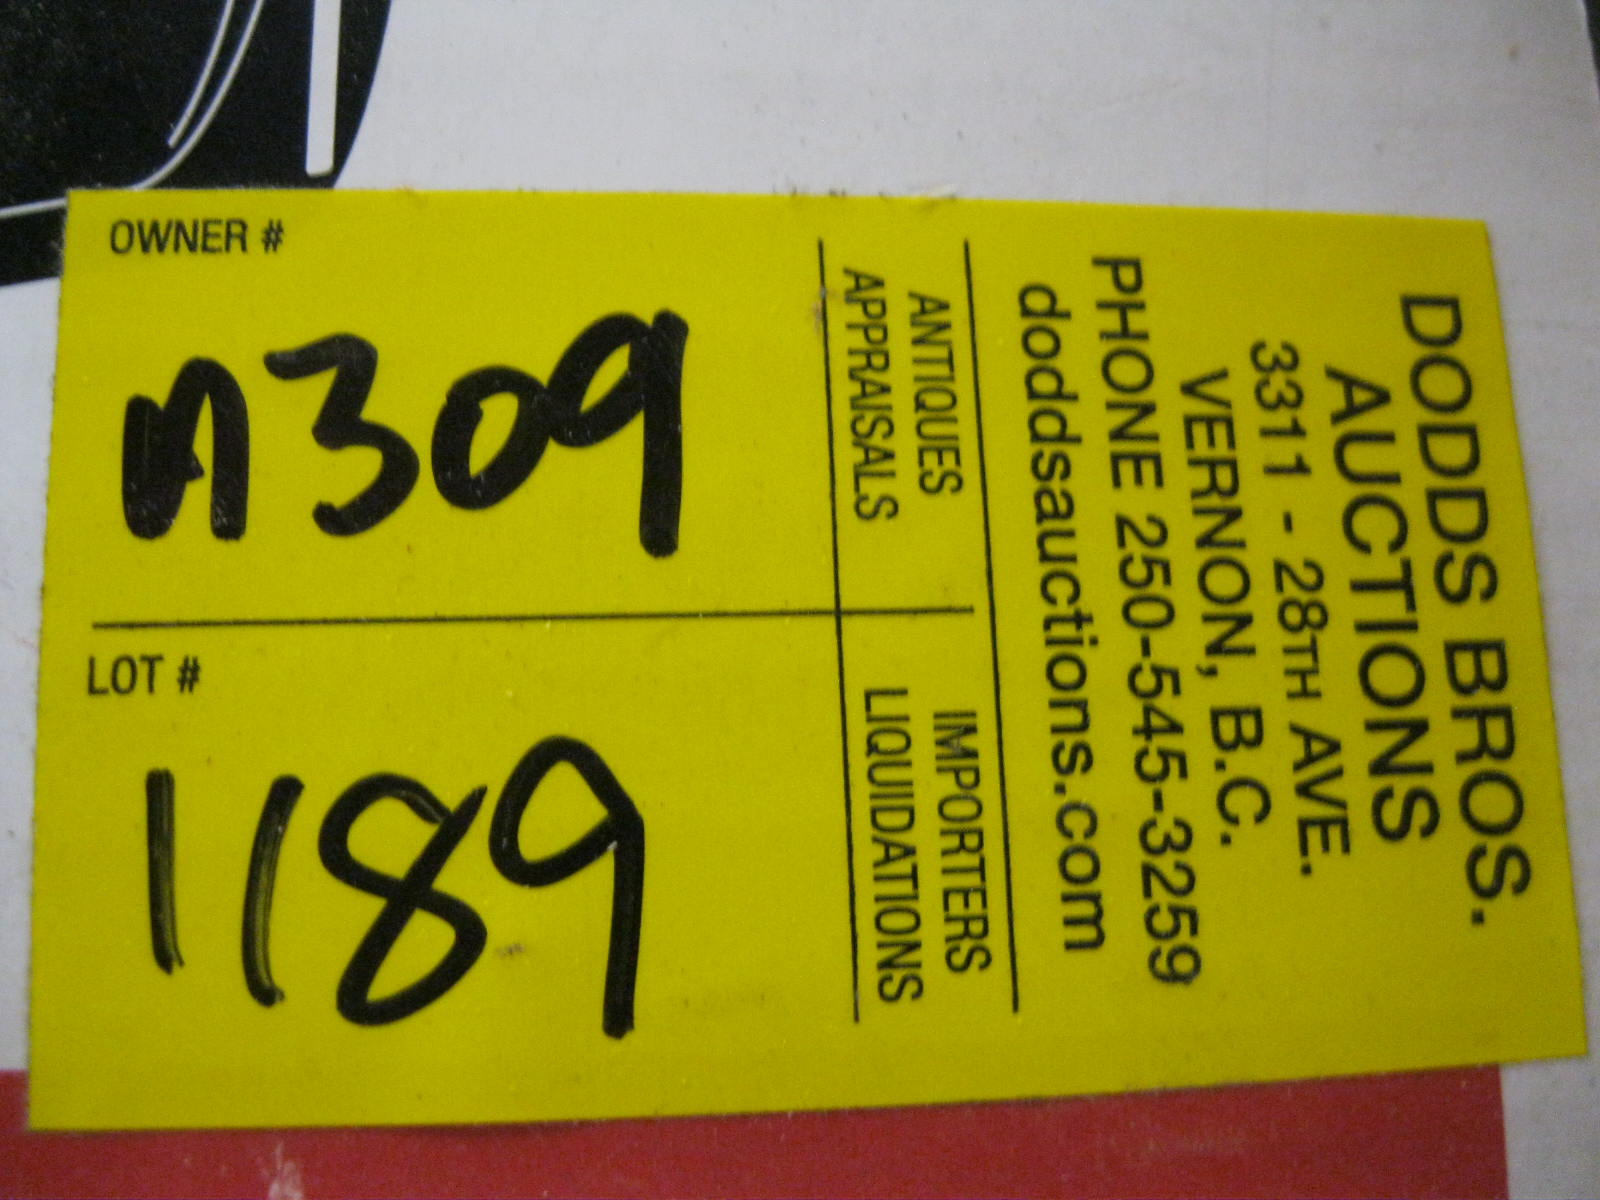 OWNER #
n309
LOT #
1189
ANTIQUES
APPRAISALS
IMPORTERS
LIQUIDATIONS
DODDS BROS.
AUCTIONS
3311 - 28TH AVE.
VERNON, B.C.
PHONE 250-545-3259
doddsauctions.com